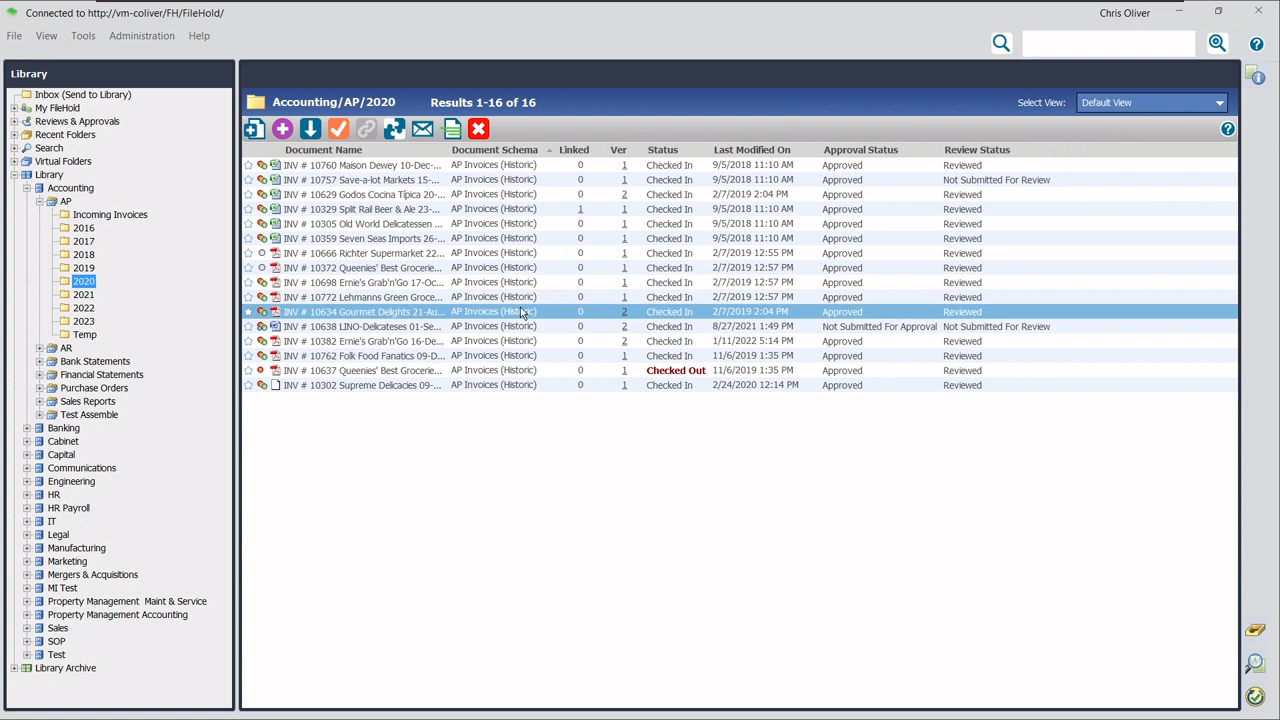 Connected to http://vm-coliver/FH/FileHold/
Chris Oliver
File View Tools Administration Help
Library
Inbox (Send to Library)
My FileHold
Reviews & Approvals
Recent Folders
Search
Virtual Folders
Library
Accounting
AP
Incoming Invoices
2016
2017
2018
2019
2020
2021
2022
2023
Temp
AR
Bank Statements
Financial Statements
Purchase Orders
Sales Reports
Test Assemble
Banking
Cabinet
Capital
Communications
Engineering
HR
HR Payroll
IT
Legal
Manufacturing
Marketing
Mergers & Acquisitions
MI Test
Property Management Maint & Service
Property Management Accounting
Sales
SOP
Test
Library Archive
Accounting/AP/2020 Results 1-16 of 16
Select View: Default View
Document Name Document Schema Linked Ver Status Last Modified On Approval Status Review Status
INV # 10760 Maison Dewey 10-Dec-... AP Invoices (Historic) 0 1 Checked In 9/5/2018 11:10 AM Approved Reviewed
INV # 10757 Save-a-lot Markets 15-... AP Invoices (Historic) 0 1 Checked In 9/5/2018 11:10 AM Approved Not Submitted For Review
INV # 10629 Godos Cocina Típica 20-... AP Invoices (Historic) 0 2 Checked In 2/7/2019 2:04 PM Approved Reviewed
INV # 10329 Split Rail Beer & Ale 23-... AP Invoices (Historic) 1 1 Checked In 9/5/2018 11:10 AM Approved Reviewed
INV # 10305 Old World Delicatessen ... AP Invoices (Historic) 0 1 Checked In 9/5/2018 11:10 AM Approved Reviewed
INV # 10359 Seven Seas Imports 26-... AP Invoices (Historic) 0 1 Checked In 9/5/2018 11:10 AM Approved Reviewed
INV # 10666 Richter Supermarket 22... AP Invoices (Historic) 0 1 Checked In 2/7/2019 12:55 PM Approved Reviewed
INV # 10372 Queenies' Best Grocerie... AP Invoices (Historic) 0 1 Checked In 2/7/2019 12:57 PM Approved Reviewed
INV # 10698 Ernie's Grab'n'Go 17-Oc... AP Invoices (Historic) 0 1 Checked In 2/7/2019 12:57 PM Approved Reviewed
INV # 10772 Lehmanns Green Groce... AP Invoices (Historic) 0 1 Checked In 2/7/2019 12:57 PM Approved Reviewed
INV # 10634 Gourmet Delights 21-Au... AP Invoices (Historic) 0 2 Checked In 2/7/2019 2:04 PM Approved Reviewed
INV # 10638 LINO-Delicateses 01-Se... AP Invoices (Historic) 0 2 Checked In 8/27/2021 1:49 PM Not Submitted For Approval Not Submitted For Review
INV # 10382 Ernie's Grab'n'Go 16-De... AP Invoices (Historic) 0 2 Checked In 1/11/2022 5:14 PM Approved Reviewed
INV # 10762 Folk Food Fanatics 09-D... AP Invoices (Historic) 0 1 Checked In 11/6/2019 1:35 PM Approved Reviewed
INV # 10637 Queenies' Best Grocerie... AP Invoices (Historic) 0 1 Checked Out 11/6/2019 1:35 PM Approved Reviewed
INV # 10302 Supreme Delicacies 09-... AP Invoices (Historic) 0 1 Checked In 2/24/2020 12:14 PM Approved Reviewed